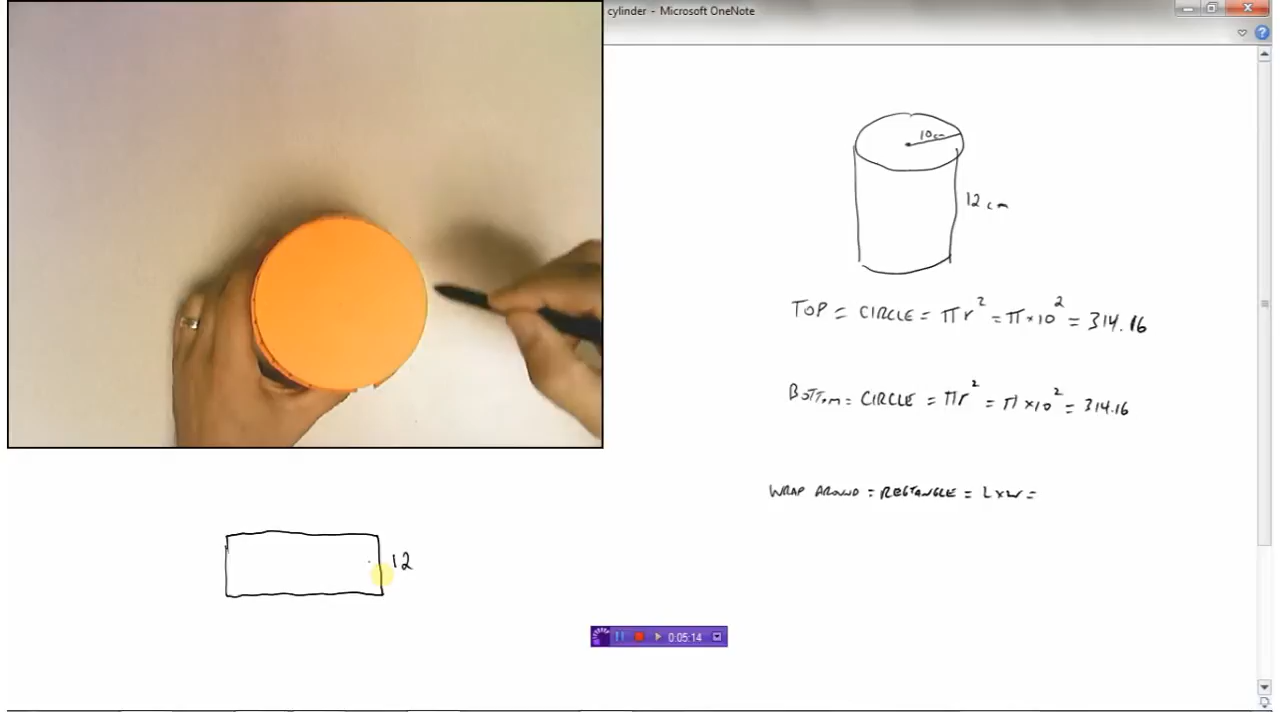 cylinder - Microsoft OneNote
10cm
12 cm
TOP = CIRCLE = πr² = π×10² = 314.16
BOTTOM = CIRCLE = πr² = π×10² = 314.16
WRAP AROUND = RECTANGLE = L×W =
12
0:05:14